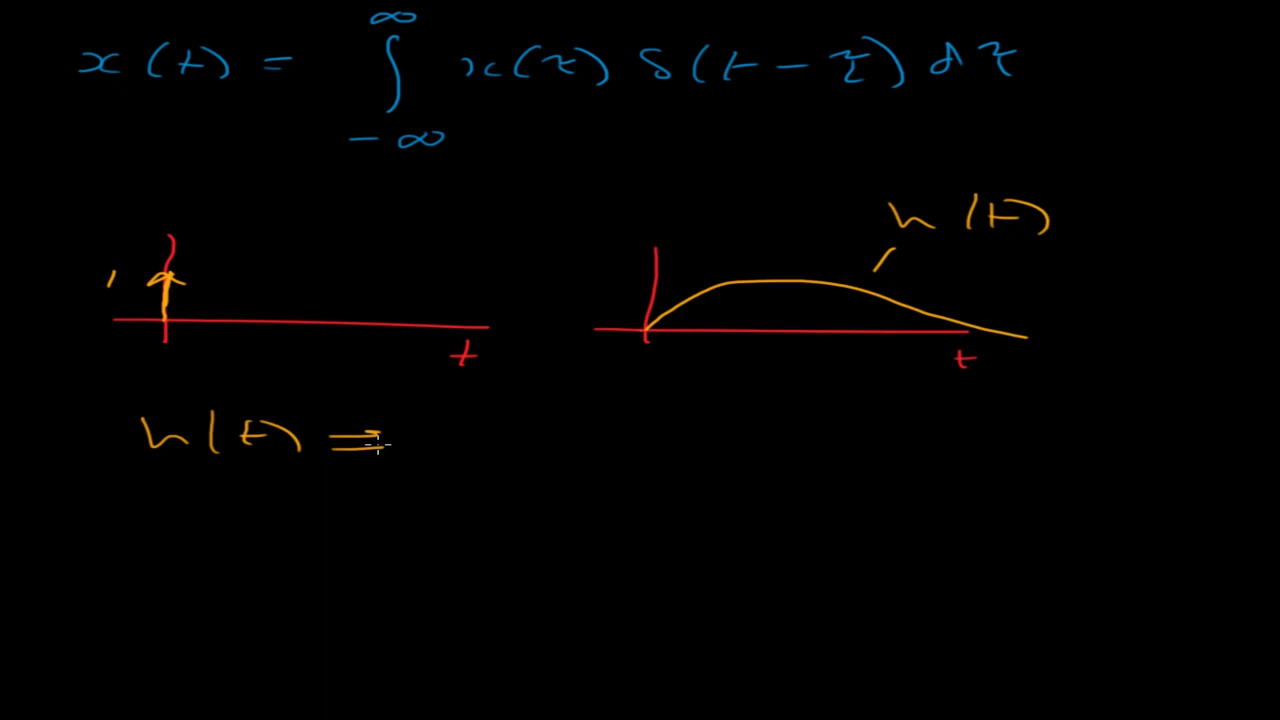 x(t) = ∫_{-∞}^{∞} x(τ) δ(t - τ) dτ
h(t)
1
t
t
h(t) =